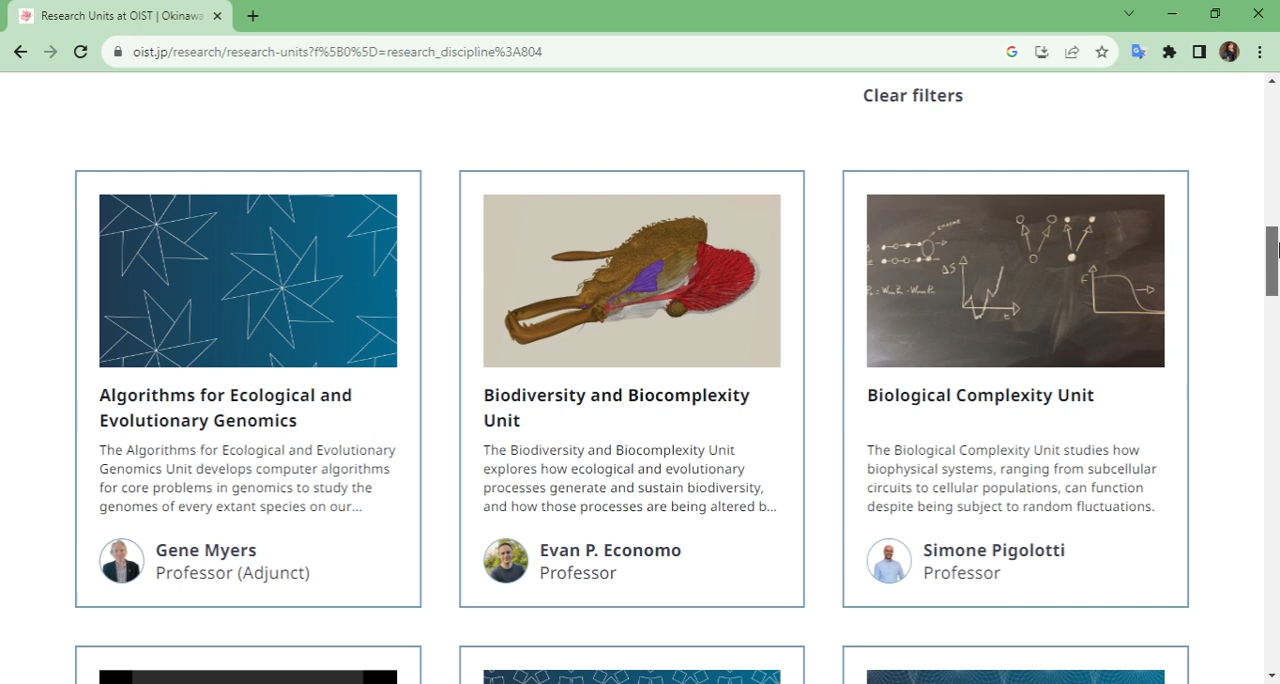 Research Units at OIST | Okinawa
oist.jp/research/research-units?f%5B0%5D=research_discipline%3A804
Clear filters
Algorithms for Ecological and
Evolutionary Genomics
The Algorithms for Ecological and Evolutionary
Genomics Unit develops computer algorithms
for core problems in genomics to study the
genomes of every extant species on our...
Gene Myers
Professor (Adjunct)
Biodiversity and Biocomplexity
Unit
The Biodiversity and Biocomplexity Unit
explores how ecological and evolutionary
processes generate and sustain biodiversity,
and how those processes are being altered b...
Evan P. Economo
Professor
Biological Complexity Unit
The Biological Complexity Unit studies how
biophysical systems, ranging from subcellular
circuits to cellular populations, can function
despite being subject to random fluctuations.
Simone Pigolotti
Professor